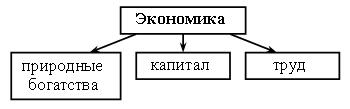 Экономика
природные
богатства
капитал
труд